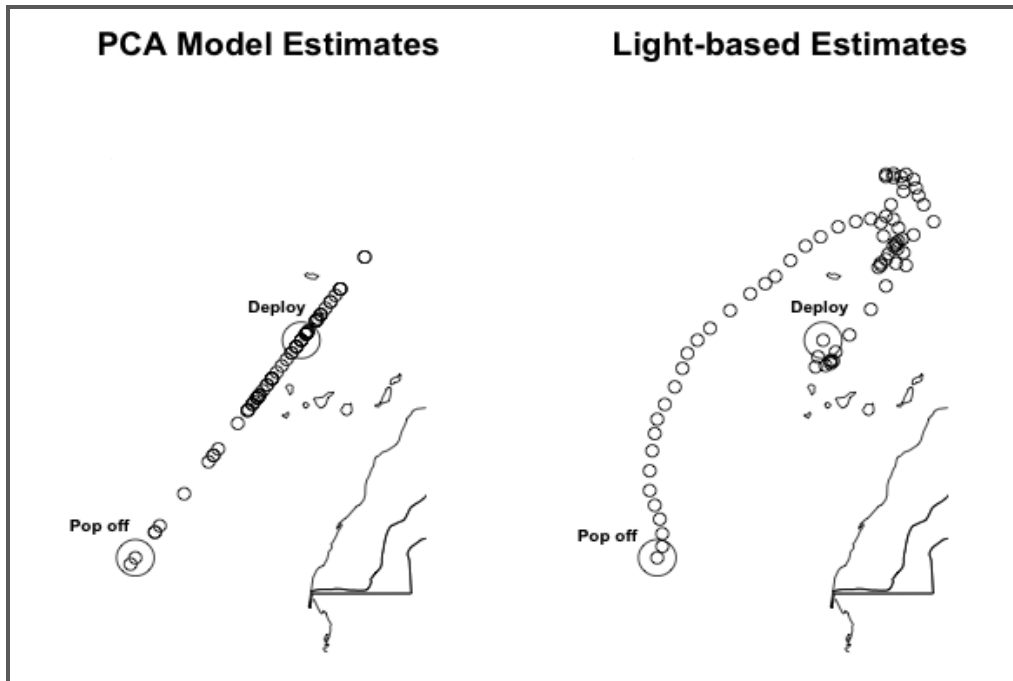 PCA Model Estimates
Light-based Estimates
Deploy
Deploy
Pop off
Pop off